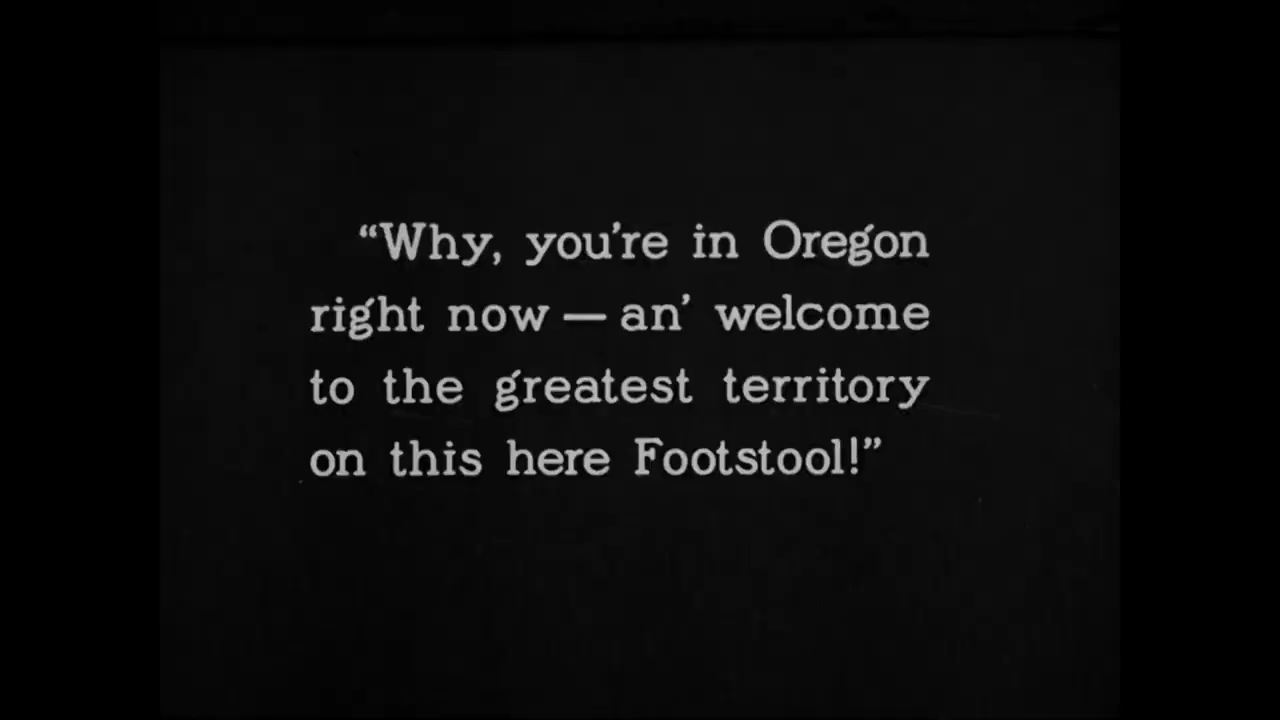 “Why, you’re in Oregon
right now — an’ welcome
to the greatest territory
on this here Footstool!”